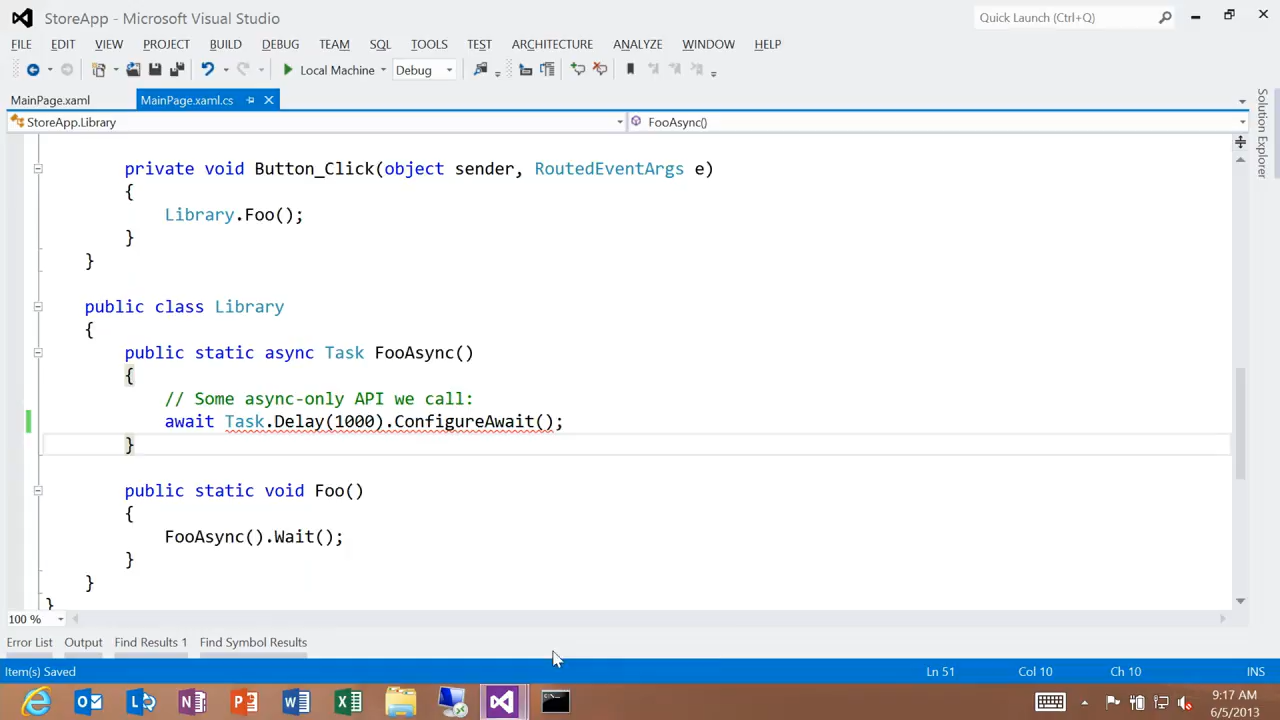 StoreApp - Microsoft Visual Studio
Quick Launch (Ctrl+Q)
FILE EDIT VIEW PROJECT BUILD DEBUG TEAM SQL TOOLS TEST ARCHITECTURE ANALYZE WINDOW HELP
Local Machine Debug
MainPage.xaml MainPage.xaml.cs
StoreApp.Library FooAsync()
Solution Explorer
private void Button_Click(object sender, RoutedEventArgs e)
{
Library.Foo();
}
}
public class Library
{
public static async Task FooAsync()
{
// Some async-only API we call:
await Task.Delay(1000).ConfigureAwait();
}
public static void Foo()
{
FooAsync().Wait();
}
}
}
100 %
Error List Output Find Results 1 Find Symbol Results
Item(s) Saved Ln 51 Col 10 Ch 10 INS
9:17 AM
6/5/2013